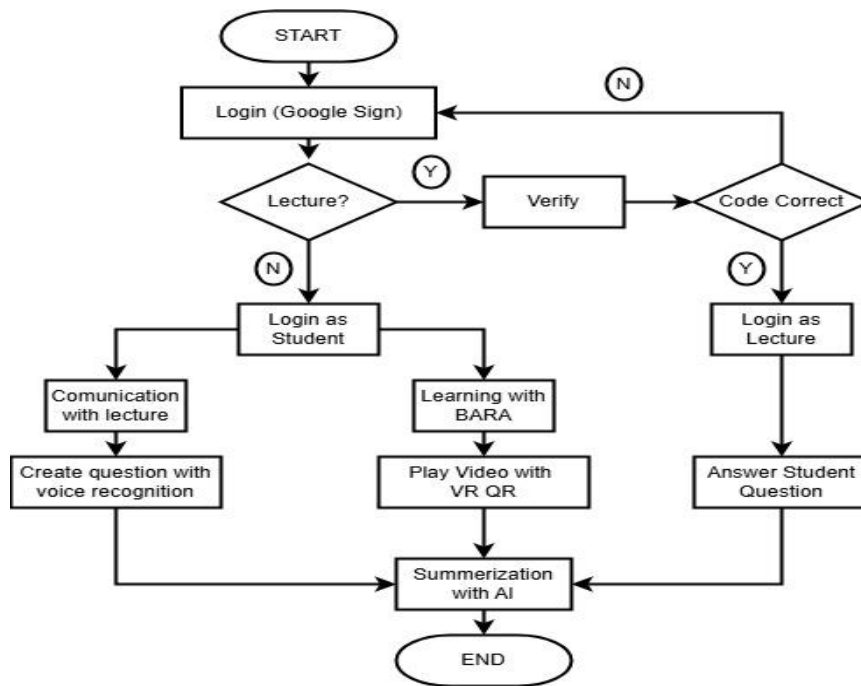 START
N
Login (Google Sign)
Y
Lecture?
Verify
Code Correct
N
Y
Login as
Student
Login as
Lecture
Comunication
with lecture
Learning with
BARA
Create question with
voice recognition
Play Video with
VR QR
Answer Student
Question
Summerization
with AI
END